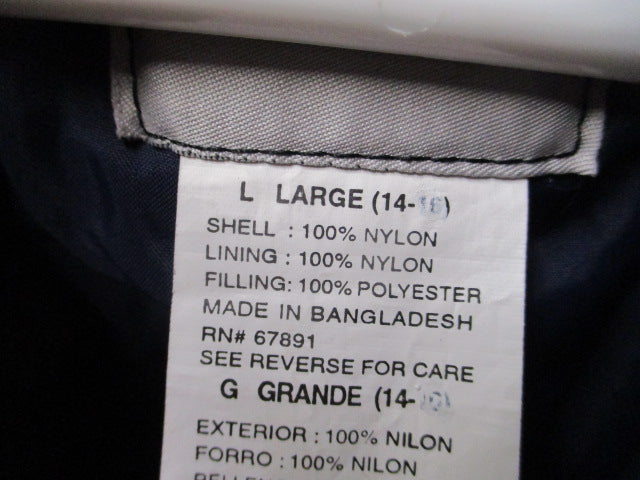 L LARGE (14-16)
SHELL : 100% NYLON
LINING : 100% NYLON
FILLING: 100% POLYESTER
MADE IN BANGLADESH
RN# 67891
SEE REVERSE FOR CARE
G GRANDE (14-
EXTERIOR : 100% NILON
FORRO : 100% NILON